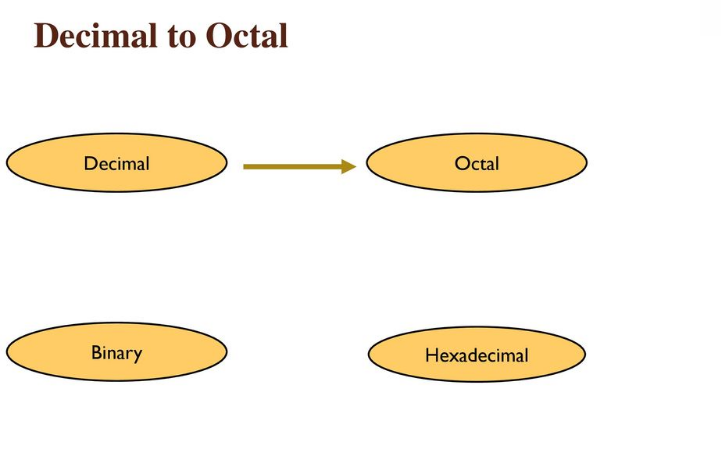 Decimal to Octal
Decimal
Octal
Binary
Hexadecimal